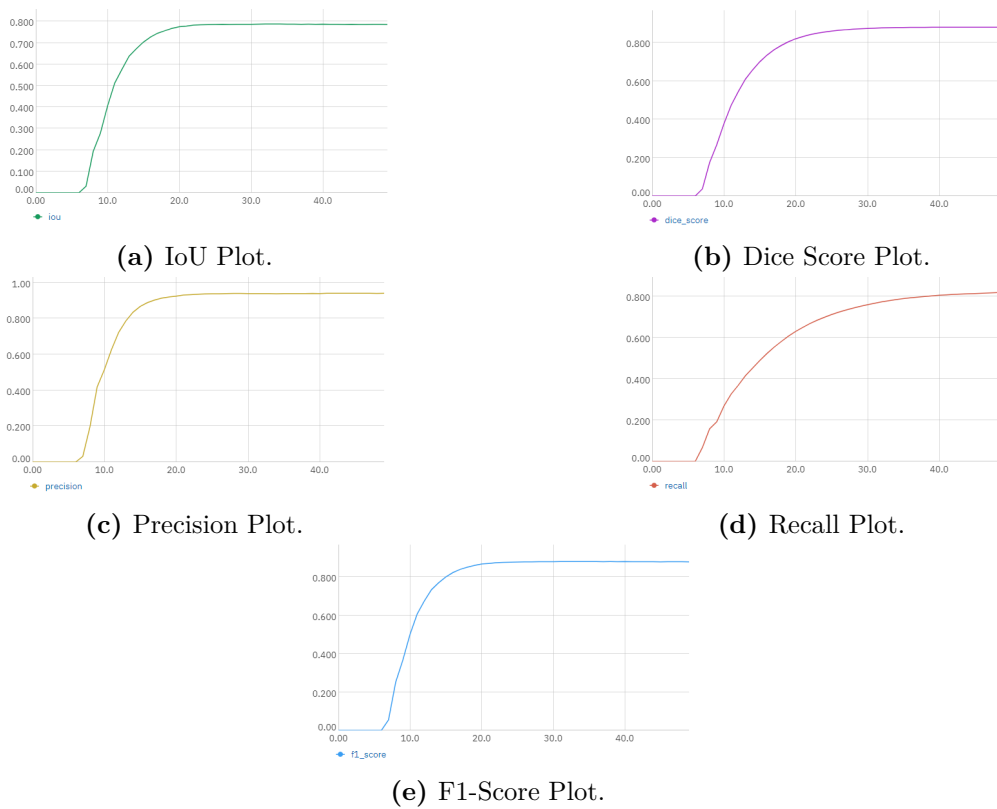 0.800
0.700
0.600
0.500
0.400
0.300
0.200
0.100
0.00
0.00 10.0 20.0 30.0 40.0
iou
(a) IoU Plot.
0.800
0.600
0.400
0.200
0.00
0.00 10.0 20.0 30.0 40.0
dice_score
(b) Dice Score Plot.
1.00
0.800
0.600
0.400
0.200
0.00
0.00 10.0 20.0 30.0 40.0
precision
(c) Precision Plot.
0.800
0.600
0.400
0.200
0.00
0.00 10.0 20.0 30.0 40.0
recall
(d) Recall Plot.
0.800
0.600
0.400
0.200
0.00
0.00 10.0 20.0 30.0 40.0
f1_score
(e) F1-Score Plot.